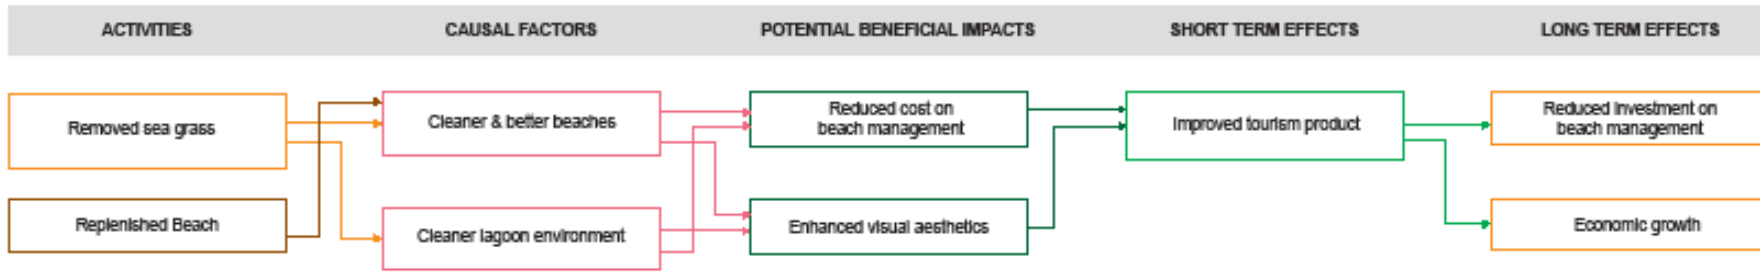 ACTIVITIES
CAUSAL FACTORS
POTENTIAL BENEFICIAL IMPACTS
SHORT TERM EFFECTS
LONG TERM EFFECTS
Removed sea grass
Replenished Beach
Cleaner & better beaches
Cleaner lagoon environment
Reduced cost on
beach management
Enhanced visual aesthetics
Improved tourism product
Reduced investment on
beach management
Economic growth